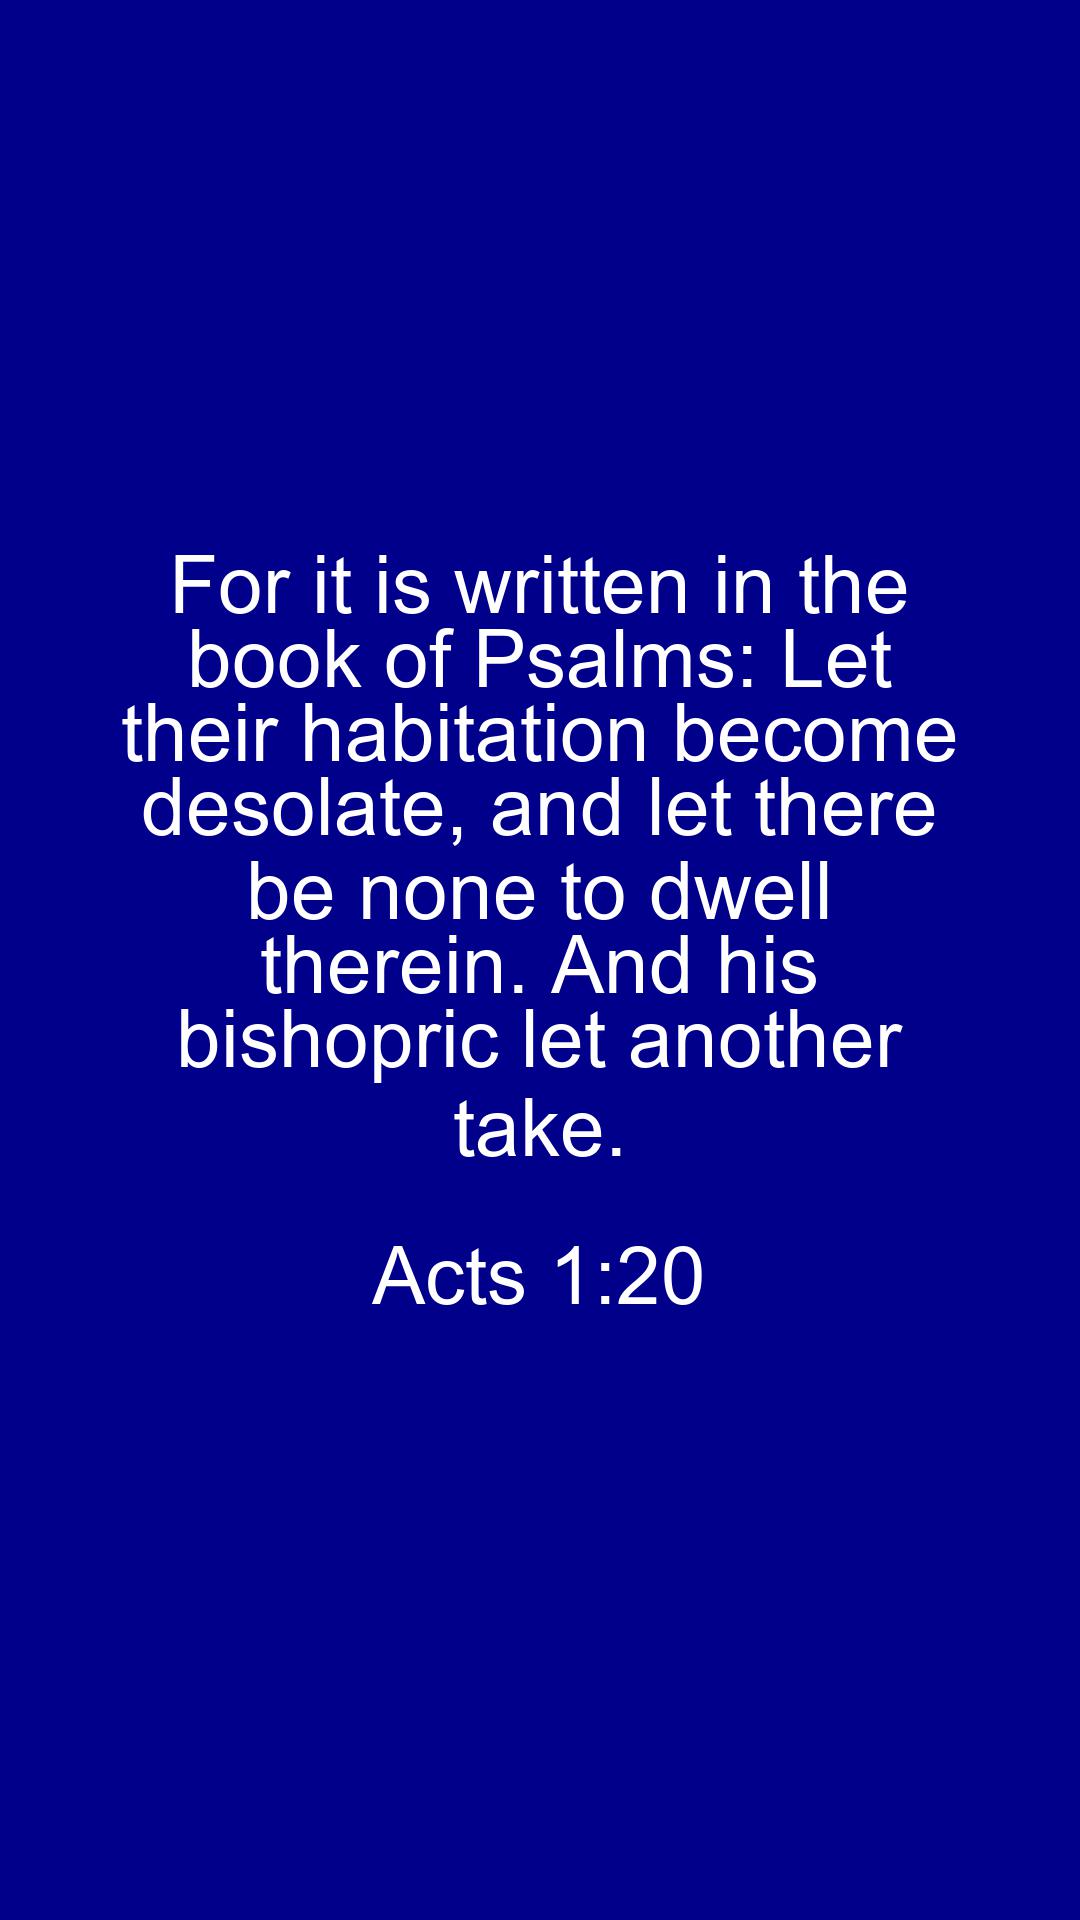 For it is written in the
book of Psalms: Let
their habitation become
desolate, and let there
be none to dwell
therein. And his
bishopric let another
take.
Acts 1:20